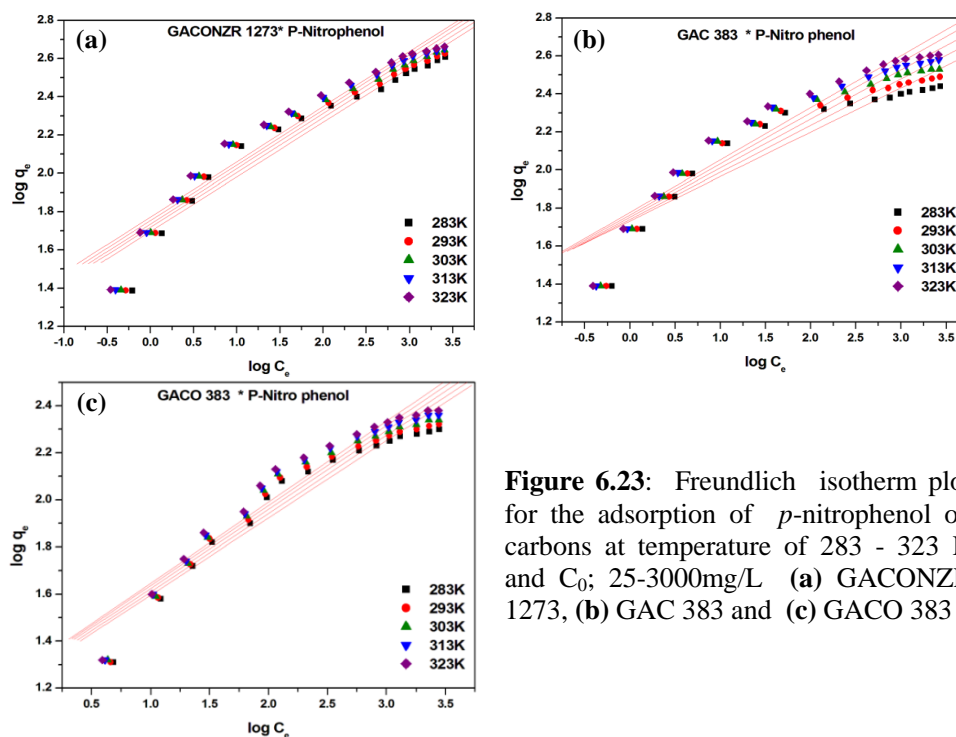 (a)
GACONZR 1273* P-Nitrophenol
2.8
2.6
2.4
2.2
2.0
1.8
1.6
1.4
1.2
log qe
283K
293K
303K
313K
323K
-1.0 -0.5 0.0 0.5 1.0 1.5 2.0 2.5 3.0 3.5
log Ce
(b)
GAC 383 * P-Nitro phenol
2.8
2.6
2.4
2.2
2.0
1.8
1.6
1.4
1.2
log qe
283K
293K
303K
313K
323K
-0.5 0.0 0.5 1.0 1.5 2.0 2.5 3.0 3.5
log Ce
(c)
GACO 383 * P-Nitro phenol
2.4
2.2
2.0
1.8
1.6
1.4
1.2
log qe
283K
293K
303K
313K
323K
0.5 1.0 1.5 2.0 2.5 3.0 3.5
log Ce
Figure 6.23: Freundlich isotherm plo
for the adsorption of p-nitrophenol o
carbons at temperature of 283 - 323
and C0; 25-3000mg/L (a) GACONZ
1273, (b) GAC 383 and (c) GACO 383